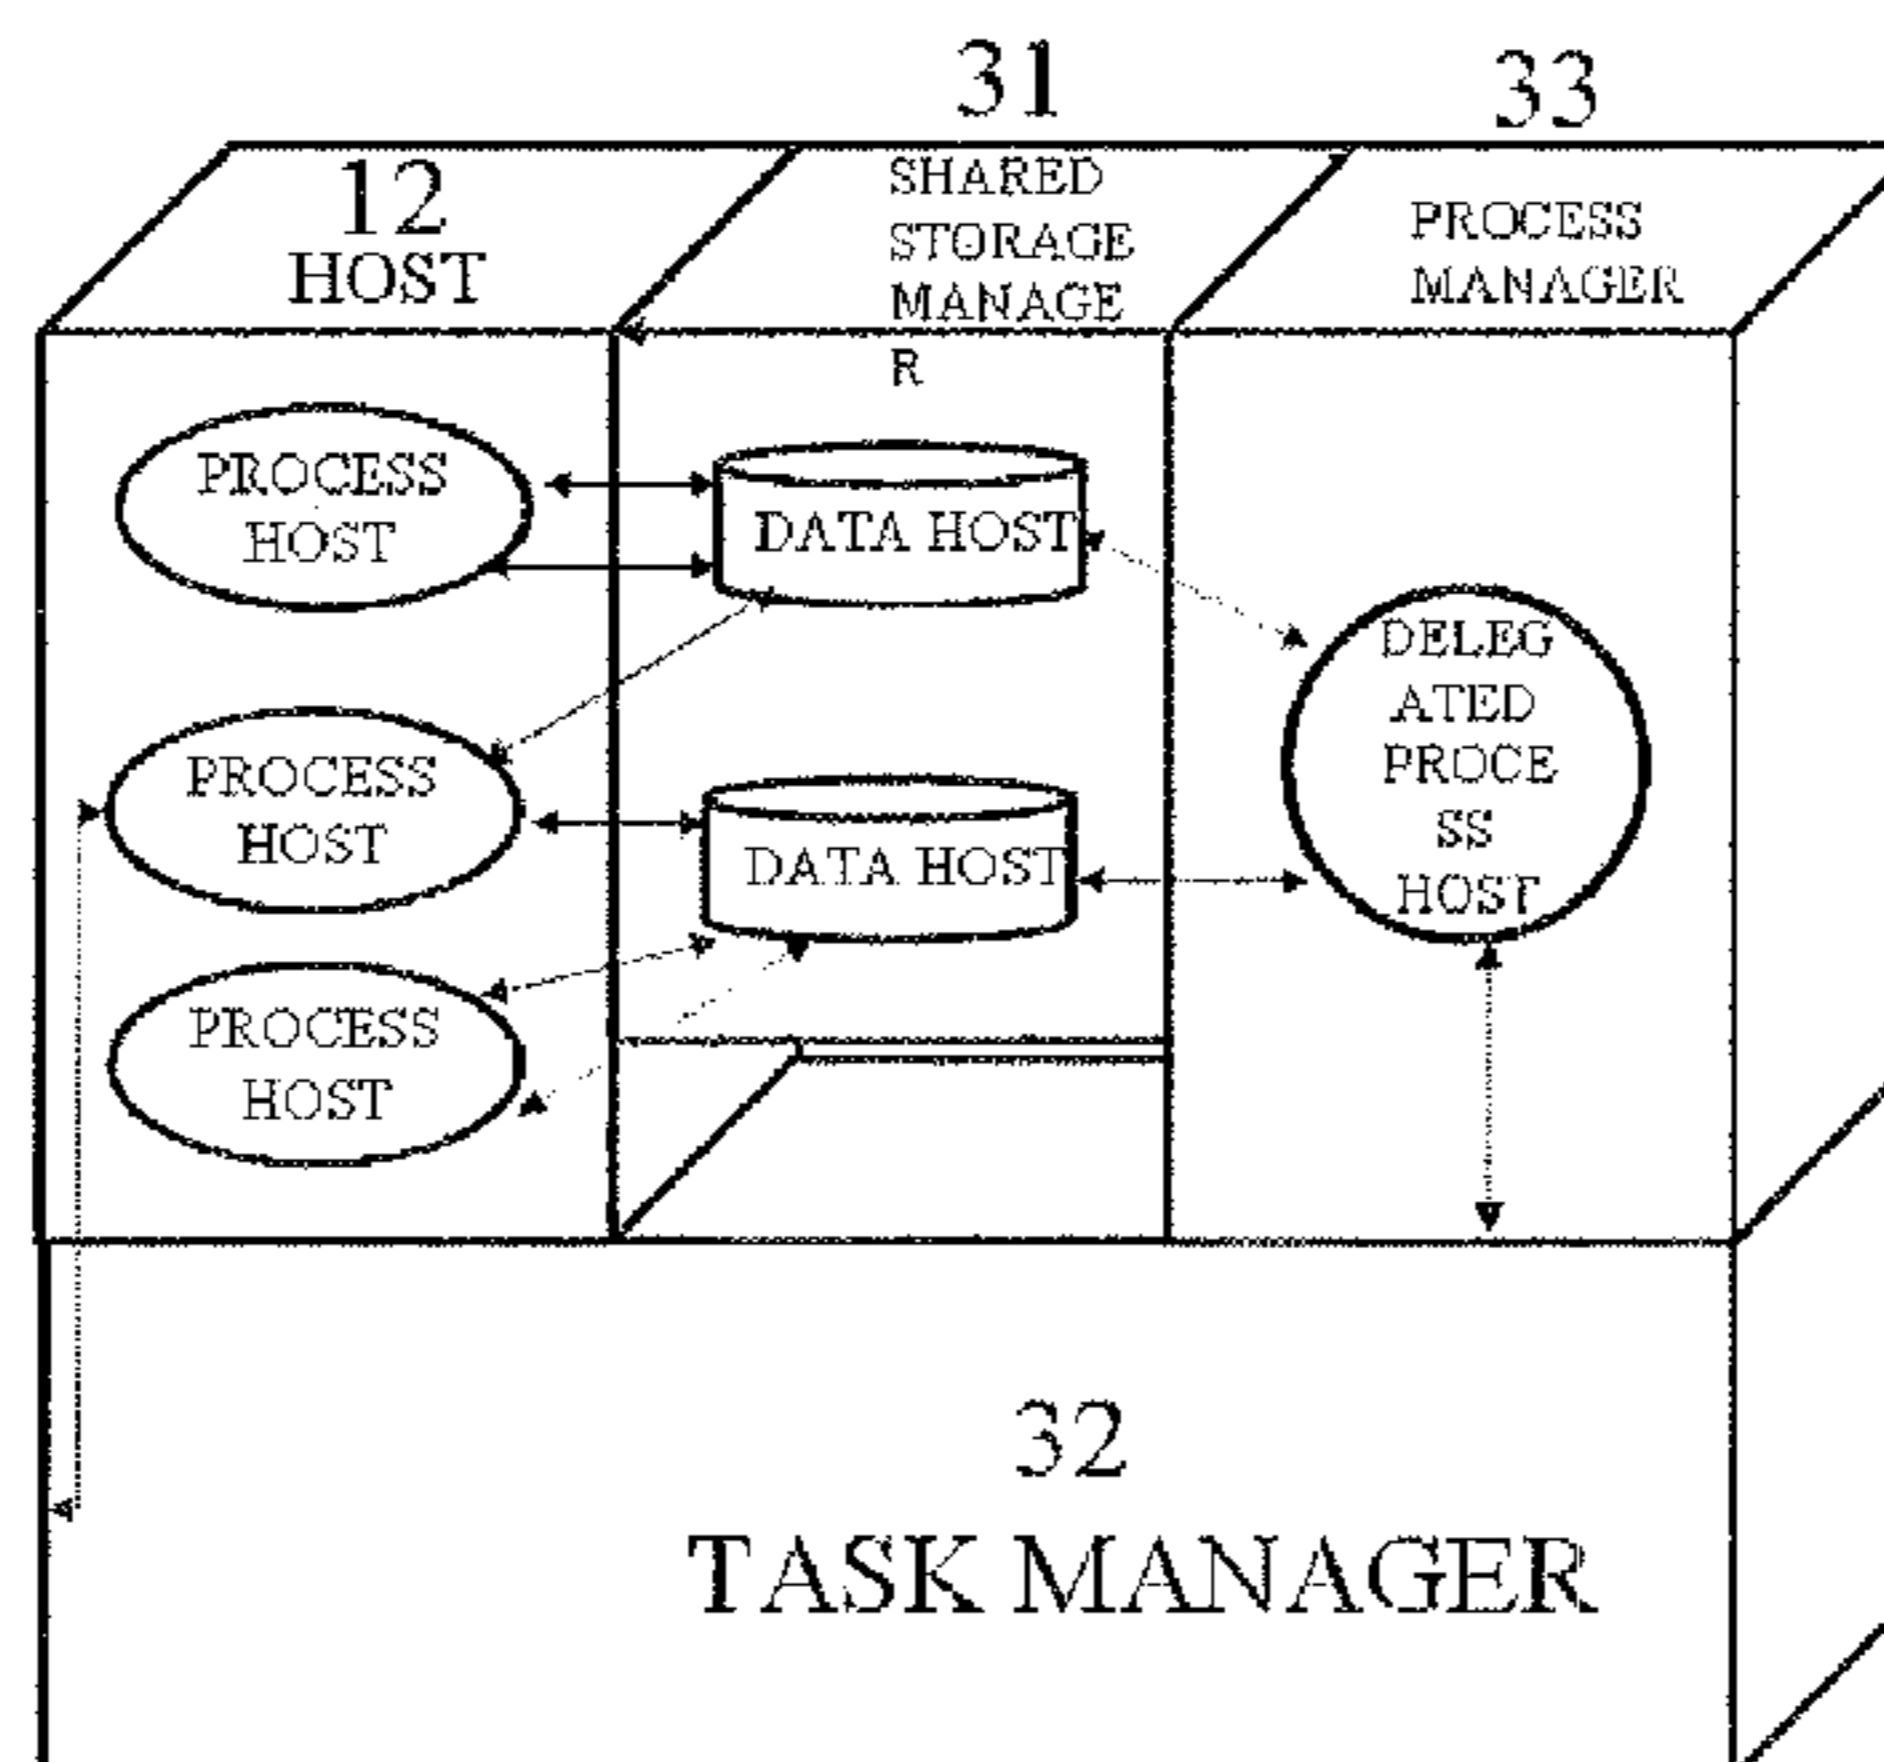 31
33
12
HOST
SHARED
STORAGE
MANAGE
R
PROCESS
MANAGER
PROCESS
HOST
DATA HOST
PROCESS
HOST
DATA HOST
PROCESS
HOST
DELEG
ATED
PROCE
SS
HOST
32
TASK MANAGER